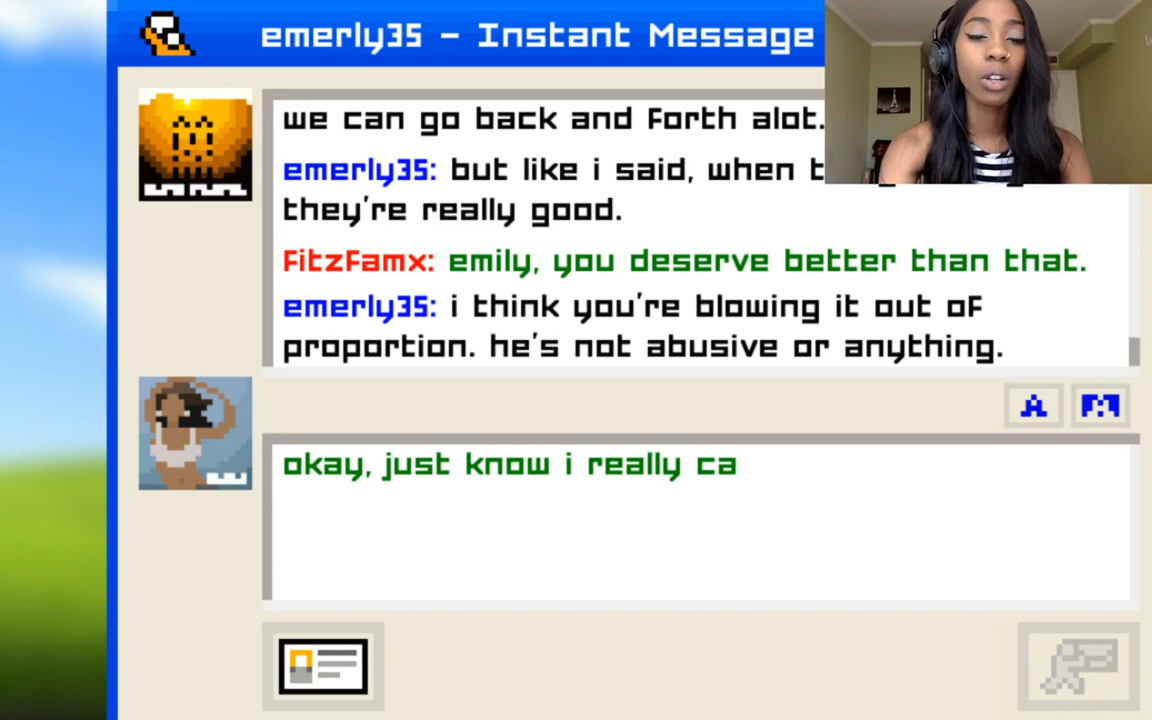 emerly35 - Instant Message
we can go back and forth alot.
emerly35: but like i said, when
they're really good.
FitzFamx: emily, you deserve better than that.
emerly35: i think you're blowing it out of
proportion. he's not abusive or anything.
A
okay, just know i really ca